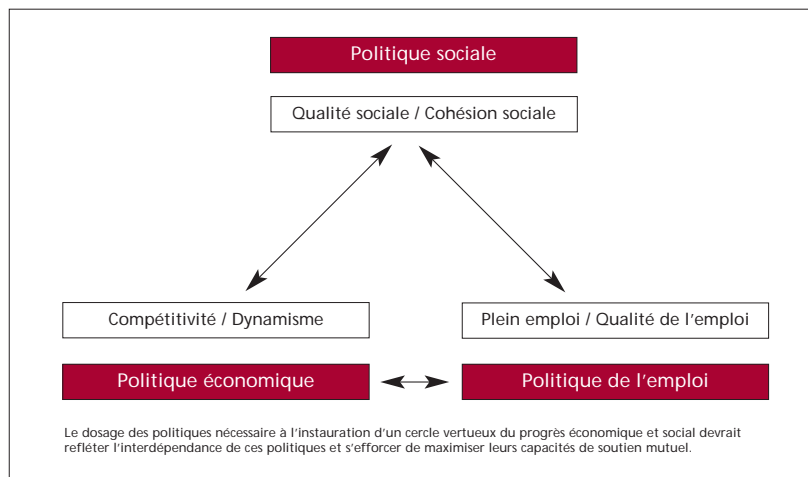 Politique sociale
Qualité sociale / Cohésion sociale
Compétitivité / Dynamisme
Plein emploi / Qualité de l'emploi
Politique économique
Politique de l'emploi
Le dosage des politiques nécessaire à l'instauration d'un cercle vertueux du progrès économique et social devrait
refléter l'interdépendance de ces politiques et s'efforcer de maximiser leurs capacités de soutien mutuel.